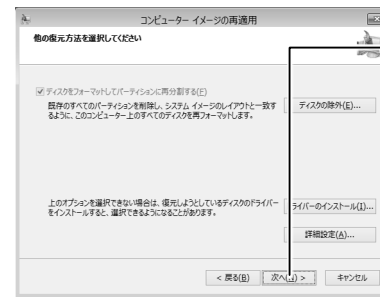 コンピューター イメージの再適用
他の復元方法を選択してください
ディスクをフォーマットしてパーティションに再分割する(F)
既存のすべてのパーティションを削除し、システム イメージのレイアウトと一致す
るように、このコンピューター上のすべてのディスクを再フォーマットします。
ディスクの除外(E)...
上のオプションを選択できない場合は、復元しようとしているディスクのドライバー
をインストールすると、選択できるようになることがあります。
ドライバーのインストール(I)...
詳細設定(A)...
< 戻る(B)
次へ(N) >
キャンセル